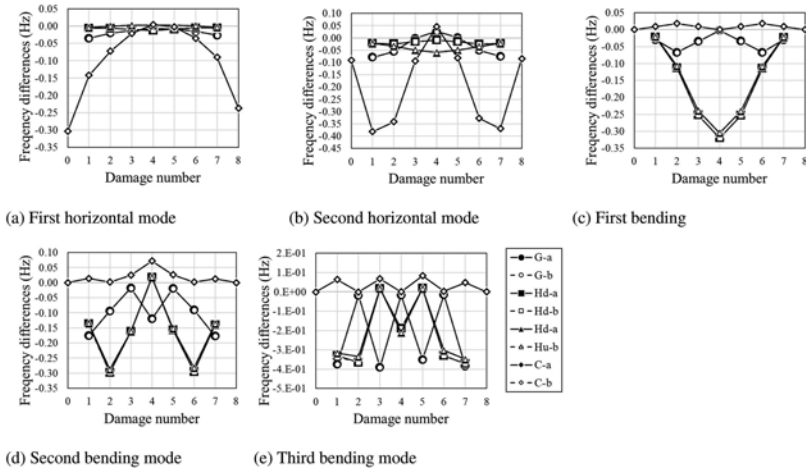 Freqency differences (Hz)
0.05
0.00
-0.05
-0.10
-0.15
-0.20
-0.25
-0.30
-0.35
0 1 2 3 4 5 6 7 8
Damage number
(a) First horizontal mode
Freqency differences (Hz)
0.10
0.05
0.00
-0.05
-0.10
-0.15
-0.20
-0.25
-0.30
-0.35
-0.40
-0.45
0 1 2 3 4 5 6 7 8
Damage number
(b) Second horizontal mode
Freqency differences (Hz)
0.05
0.00
-0.05
-0.10
-0.15
-0.20
-0.25
-0.30
-0.35
0 1 2 3 4 5 6 7 8
Damage number
(c) First bending
Freqency differences (Hz)
0.10
0.05
0.00
-0.05
-0.10
-0.15
-0.20
-0.25
-0.30
-0.35
0 1 2 3 4 5 6 7 8
Damage number
(d) Second bending mode
Freqency differences (Hz)
2.E-01
1.E-01
0.E+00
-1.E-01
-2.E-01
-3.E-01
-4.E-01
-5.E-01
0 1 2 3 4 5 6 7 8
Damage number
(e) Third bending mode
G-a
G-b
Hd-a
Hd-b
Hd-a
Hu-b
C-a
C-b